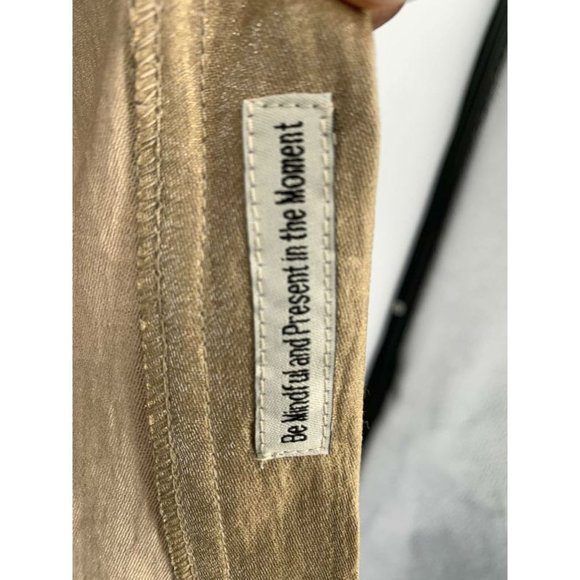 Be Mindful and Present in the Moment